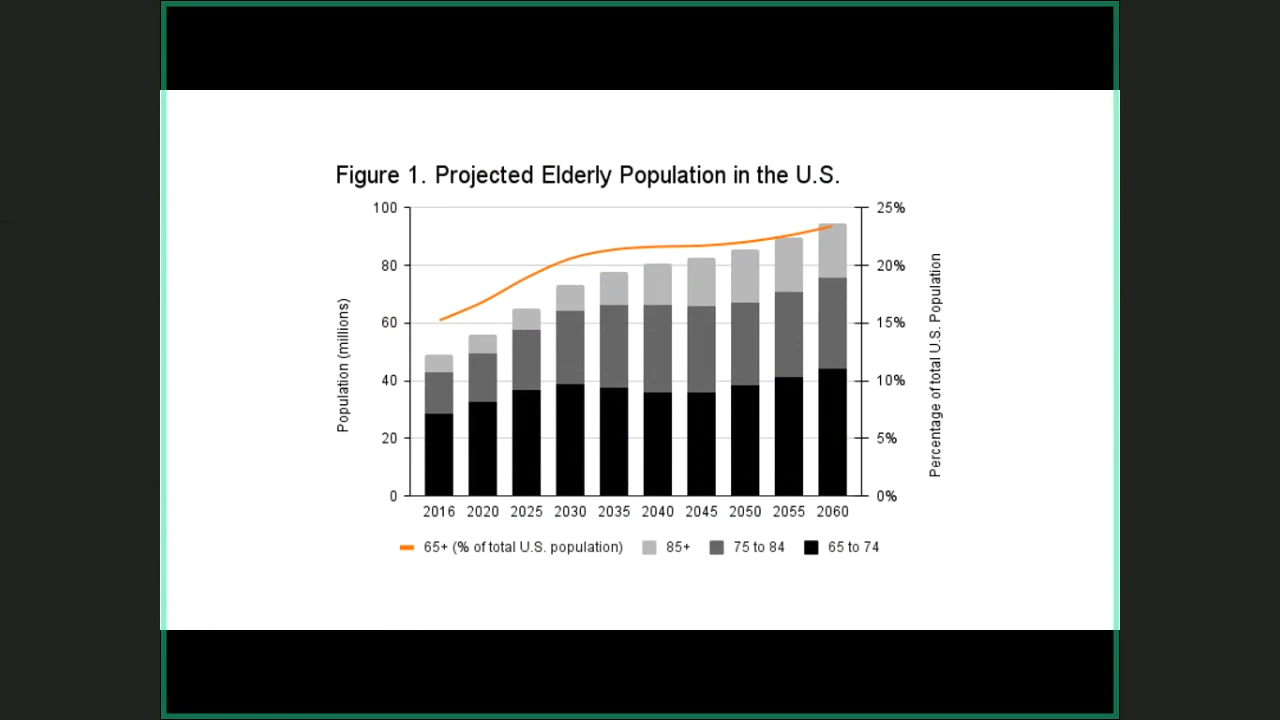 Figure 1. Projected Elderly Population in the U.S.
100
80
60
40
20
0
Population (millions)
25%
20%
15%
10%
5%
0%
Percentage of total U.S. Population
2016 2020 2025 2030 2035 2040 2045 2050 2055 2060
65+ (% of total U.S. population) 85+ 75 to 84 65 to 74